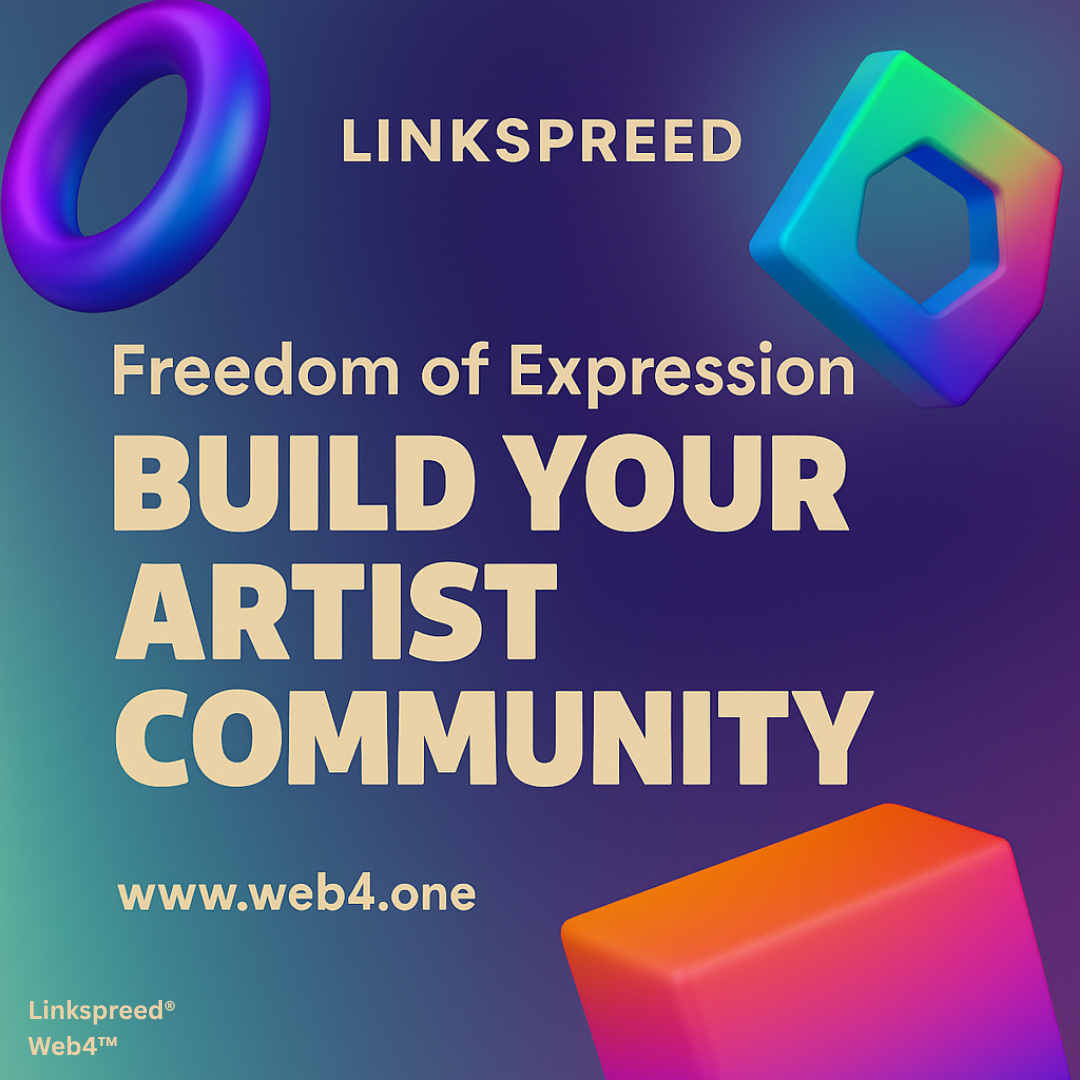 LINKSPREED
Freedom of Expression
BUILD YOUR
ARTIST
COMMUNITY
www.web4.one
Linkspreed®
Web4™